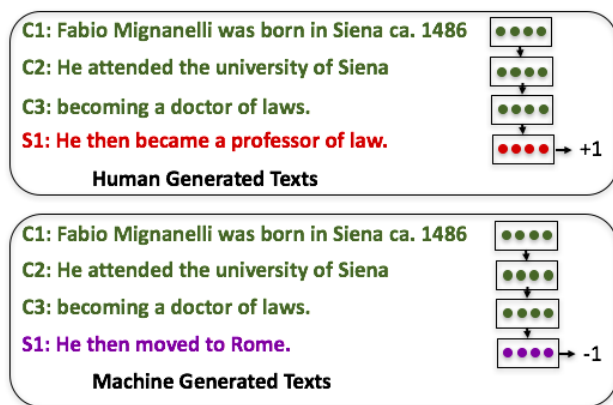 C1: Fabio Mignanelli was born in Siena ca. 1486
C2: He attended the university of Siena
C3: becoming a doctor of laws.
S1: He then became a professor of law.
+1
Human Generated Texts
C1: Fabio Mignanelli was born in Siena ca. 1486
C2: He attended the university of Siena
C3: becoming a doctor of laws.
S1: He then moved to Rome.
-1
Machine Generated Texts